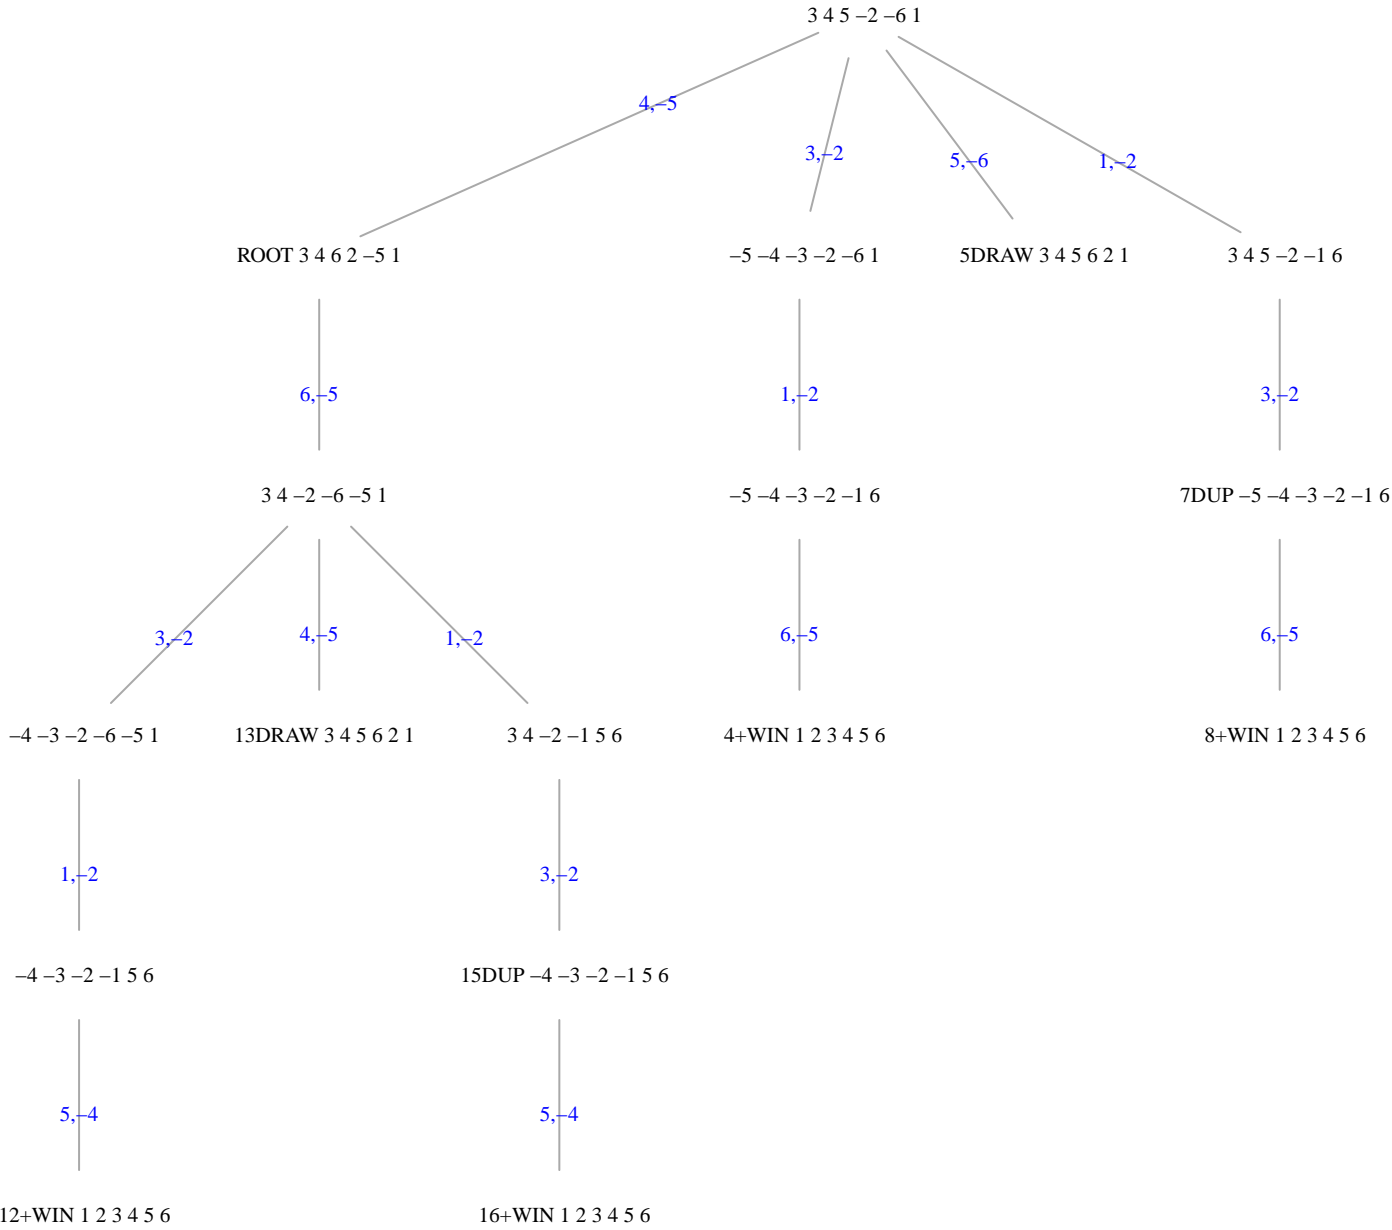 3 4 5 –2 –6 1
4,–5
3,–2
5,–6
1,–2
ROOT 3 4 6 2 –5 1
–5 –4 –3 –2 –6 1
5DRAW 3 4 5 6 2 1
3 4 5 –2 –1 6
6,–5
1,–2
3,–2
3 4 –2 –6 –5 1
–5 –4 –3 –2 –1 6
7DUP –5 –4 –3 –2 –1 6
3,–2
4,–5
1,–2
6,–5
6,–5
–4 –3 –2 –6 –5 1
13DRAW 3 4 5 6 2 1
3 4 –2 –1 5 6
4+WIN 1 2 3 4 5 6
8+WIN 1 2 3 4 5 6
1,–2
3,–2
–4 –3 –2 –1 5 6
15DUP –4 –3 –2 –1 5 6
5,–4
5,–4
12+WIN 1 2 3 4 5 6
16+WIN 1 2 3 4 5 6